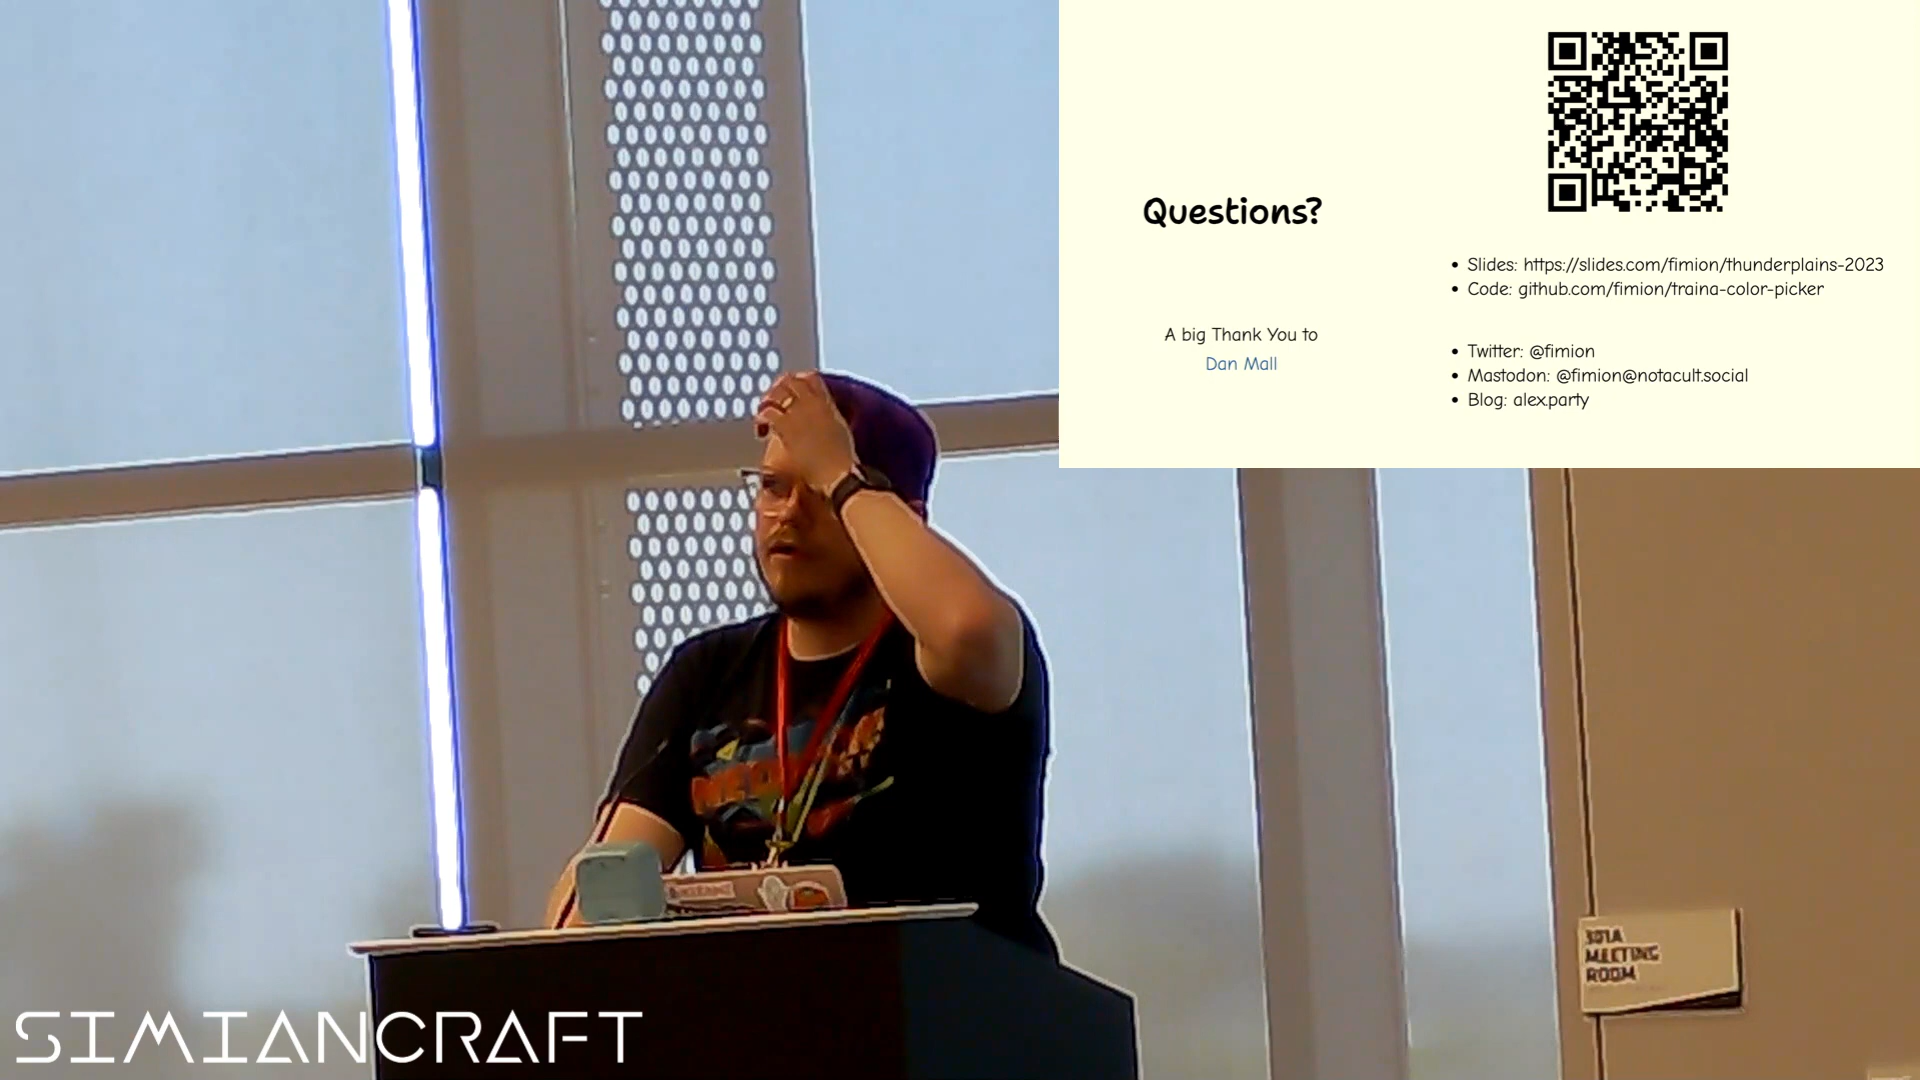 Questions?
A big Thank You to
Dan Mall
Slides: https://slides.com/fimion/thunderplains-2023
Code: github.com/fimion/traina-color-picker
Twitter: @fimion
Mastodon: @fimion@notacult.social
Blog: alex.party
301A
MEETING
ROOM
SIMIANCRAFT